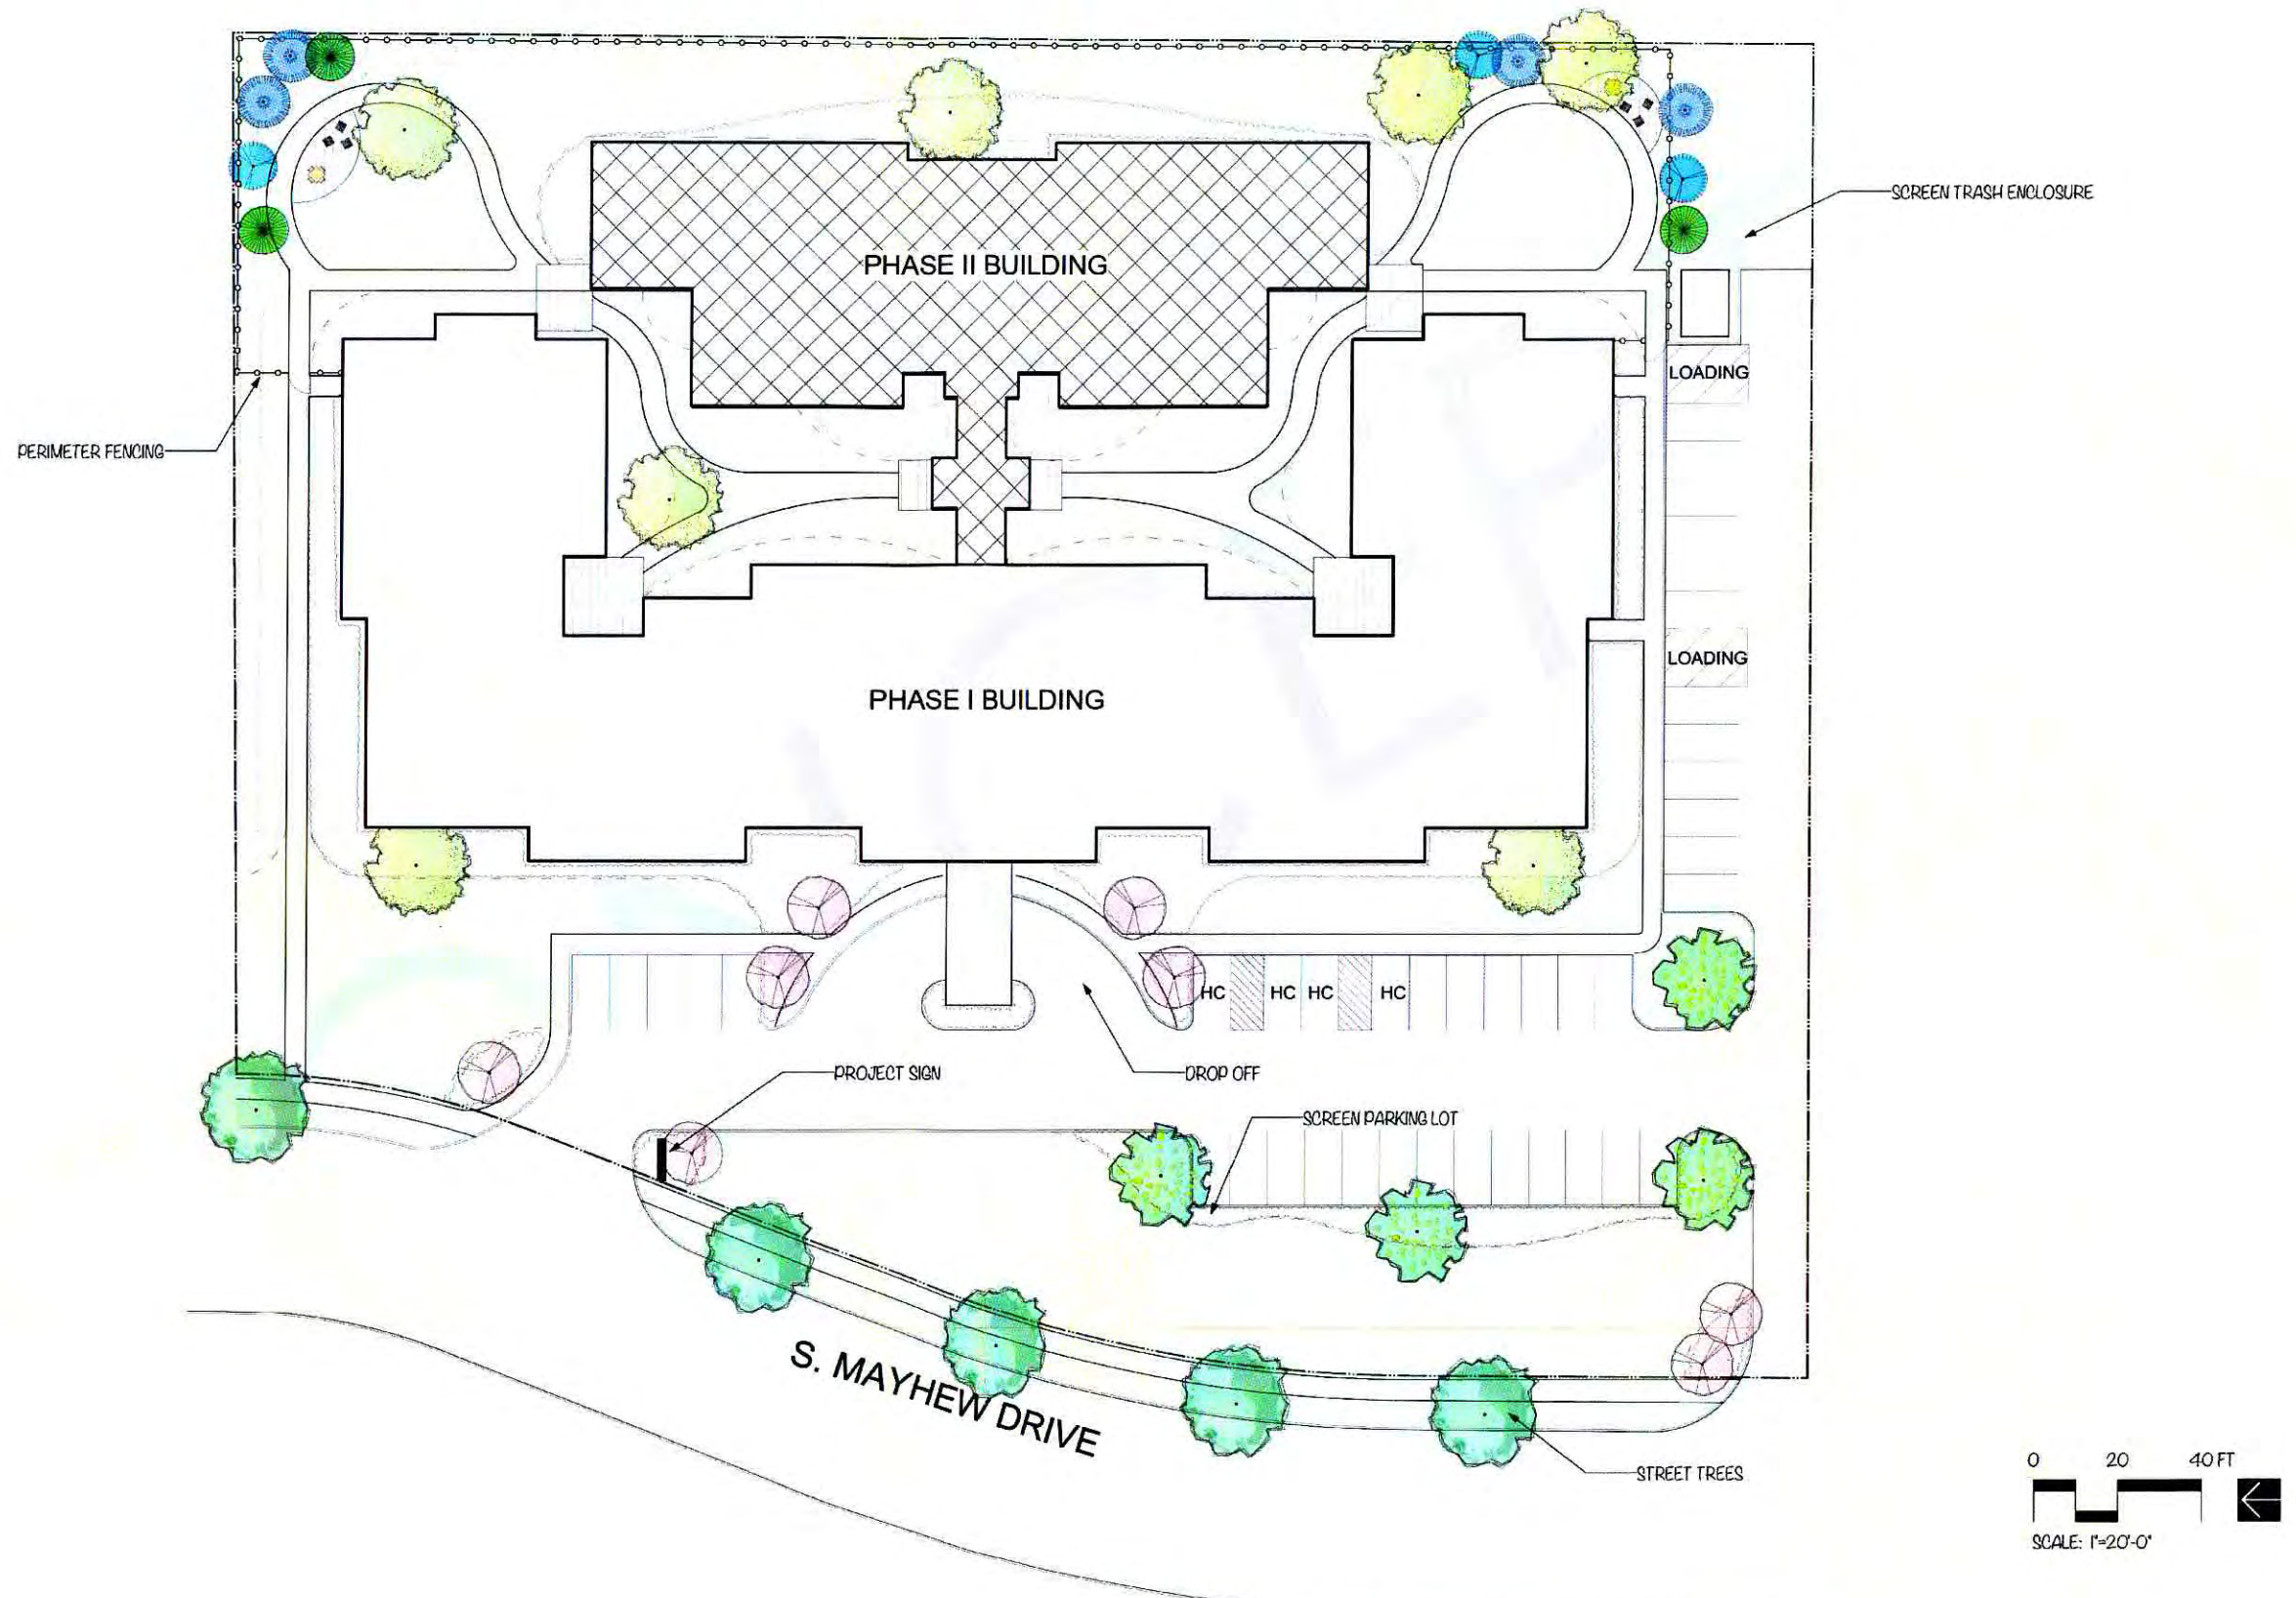 SCREEN TRASH ENCLOSURE
PHASE II BUILDING
LOADING
PERIMETER FENCING
LOADING
PHASE I BUILDING
HC HC HC HC
PROJECT SIGN
DROP OFF
SCREEN PARKING LOT
S. MAYHEW DRIVE
STREET TREES
0 20 40 FT
SCALE: 1"=20'-0"